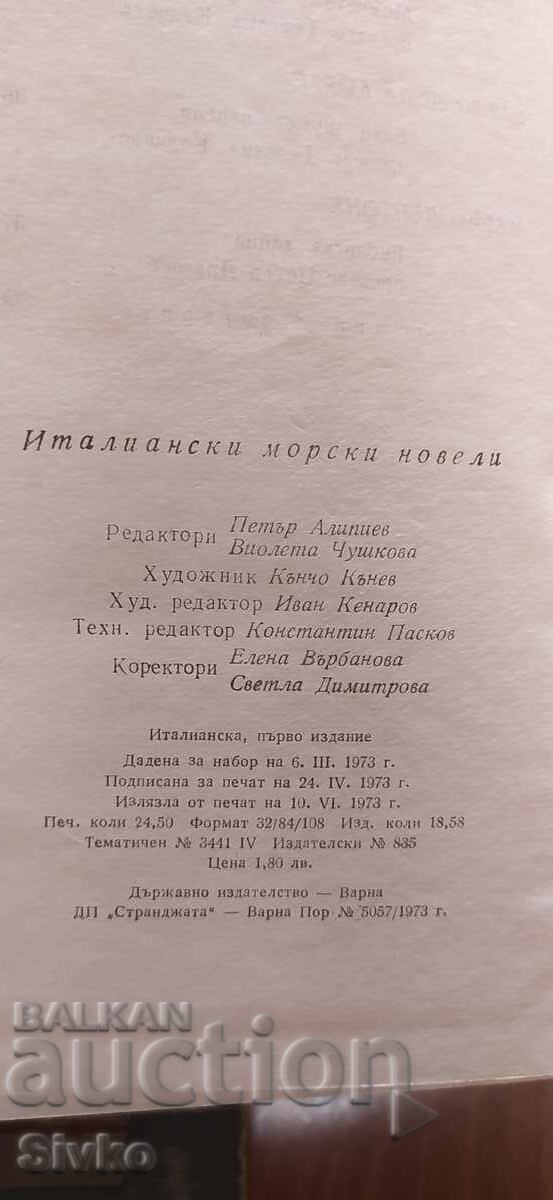 Италиански морски новели
Редактори Петър Алипиев
Виолета Чушкова
Художник Кънчо Кънев
Худ. редактор Иван Кенаров
Техн. редактор Константин Пасков
Коректори Елена Върбанова
Светла Димитрова
Италианска, първо издание
Дадена за набор на 6. III. 1973 г.
Подписана за печат на 24. IV. 1973 г.
Излязла от печат на 10. VI. 1973 г.
Печ. коли 24,50 Формат 32/84/108 Изд. коли 18,58
Тематичен № 3441 IV Издателски № 835
Цена 1,80 лв.
Държавно издателство — Варна
ДП „Странджата“ — Варна Пор № 5057/1973 г.
BALKAN
auction
Sivko